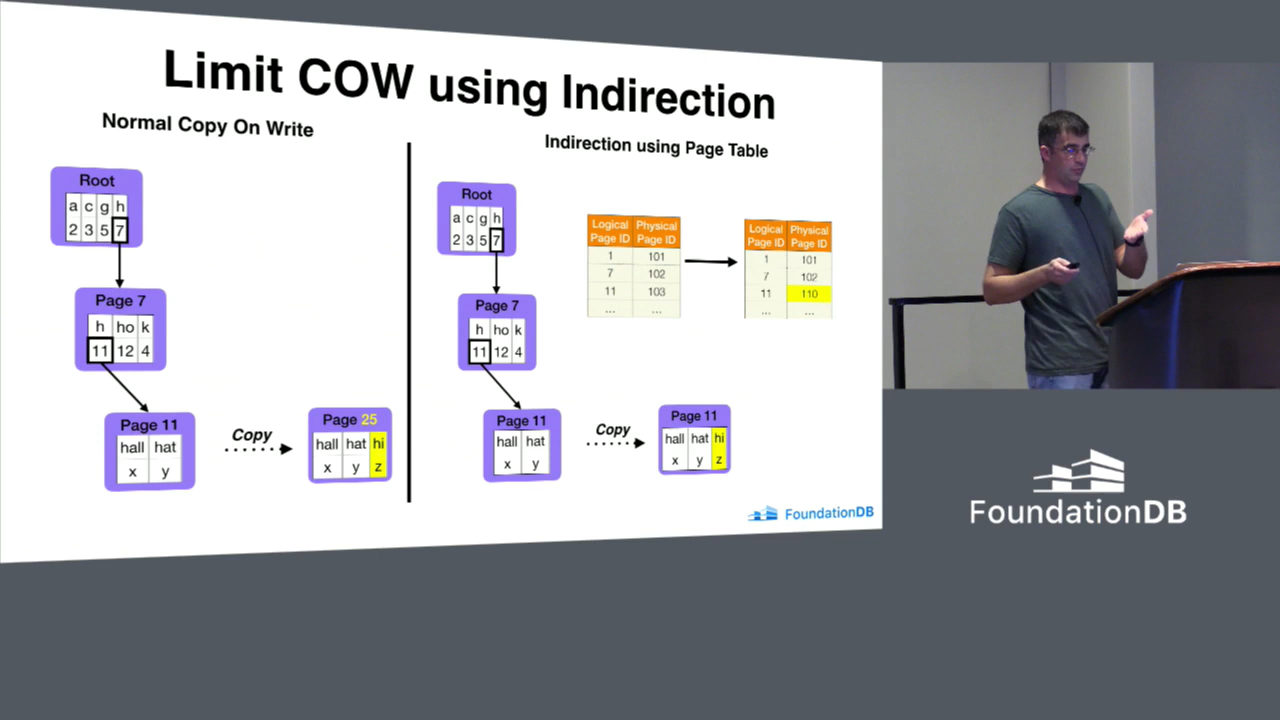 Limit COW using Indirection
Normal Copy On Write
Root
a c g h
2 3 5 7
Page 7
h ho k
11 12 4
Page 11
hall hat
x y
Copy
Page 25
hall hat hi
x y z
Indirection using Page Table
Root
a c g h
2 3 5 7
Page 7
h ho k
11 12 4
Page 11
hall hat
x y
Copy
Page 11
hall hat hi
x y z
Logical Physical
Page ID Page ID
1 101
7 102
11 103
... ...
Logical Physical
Page ID Page ID
1 101
7 102
11 110
... ...
FoundationDB
FoundationDB